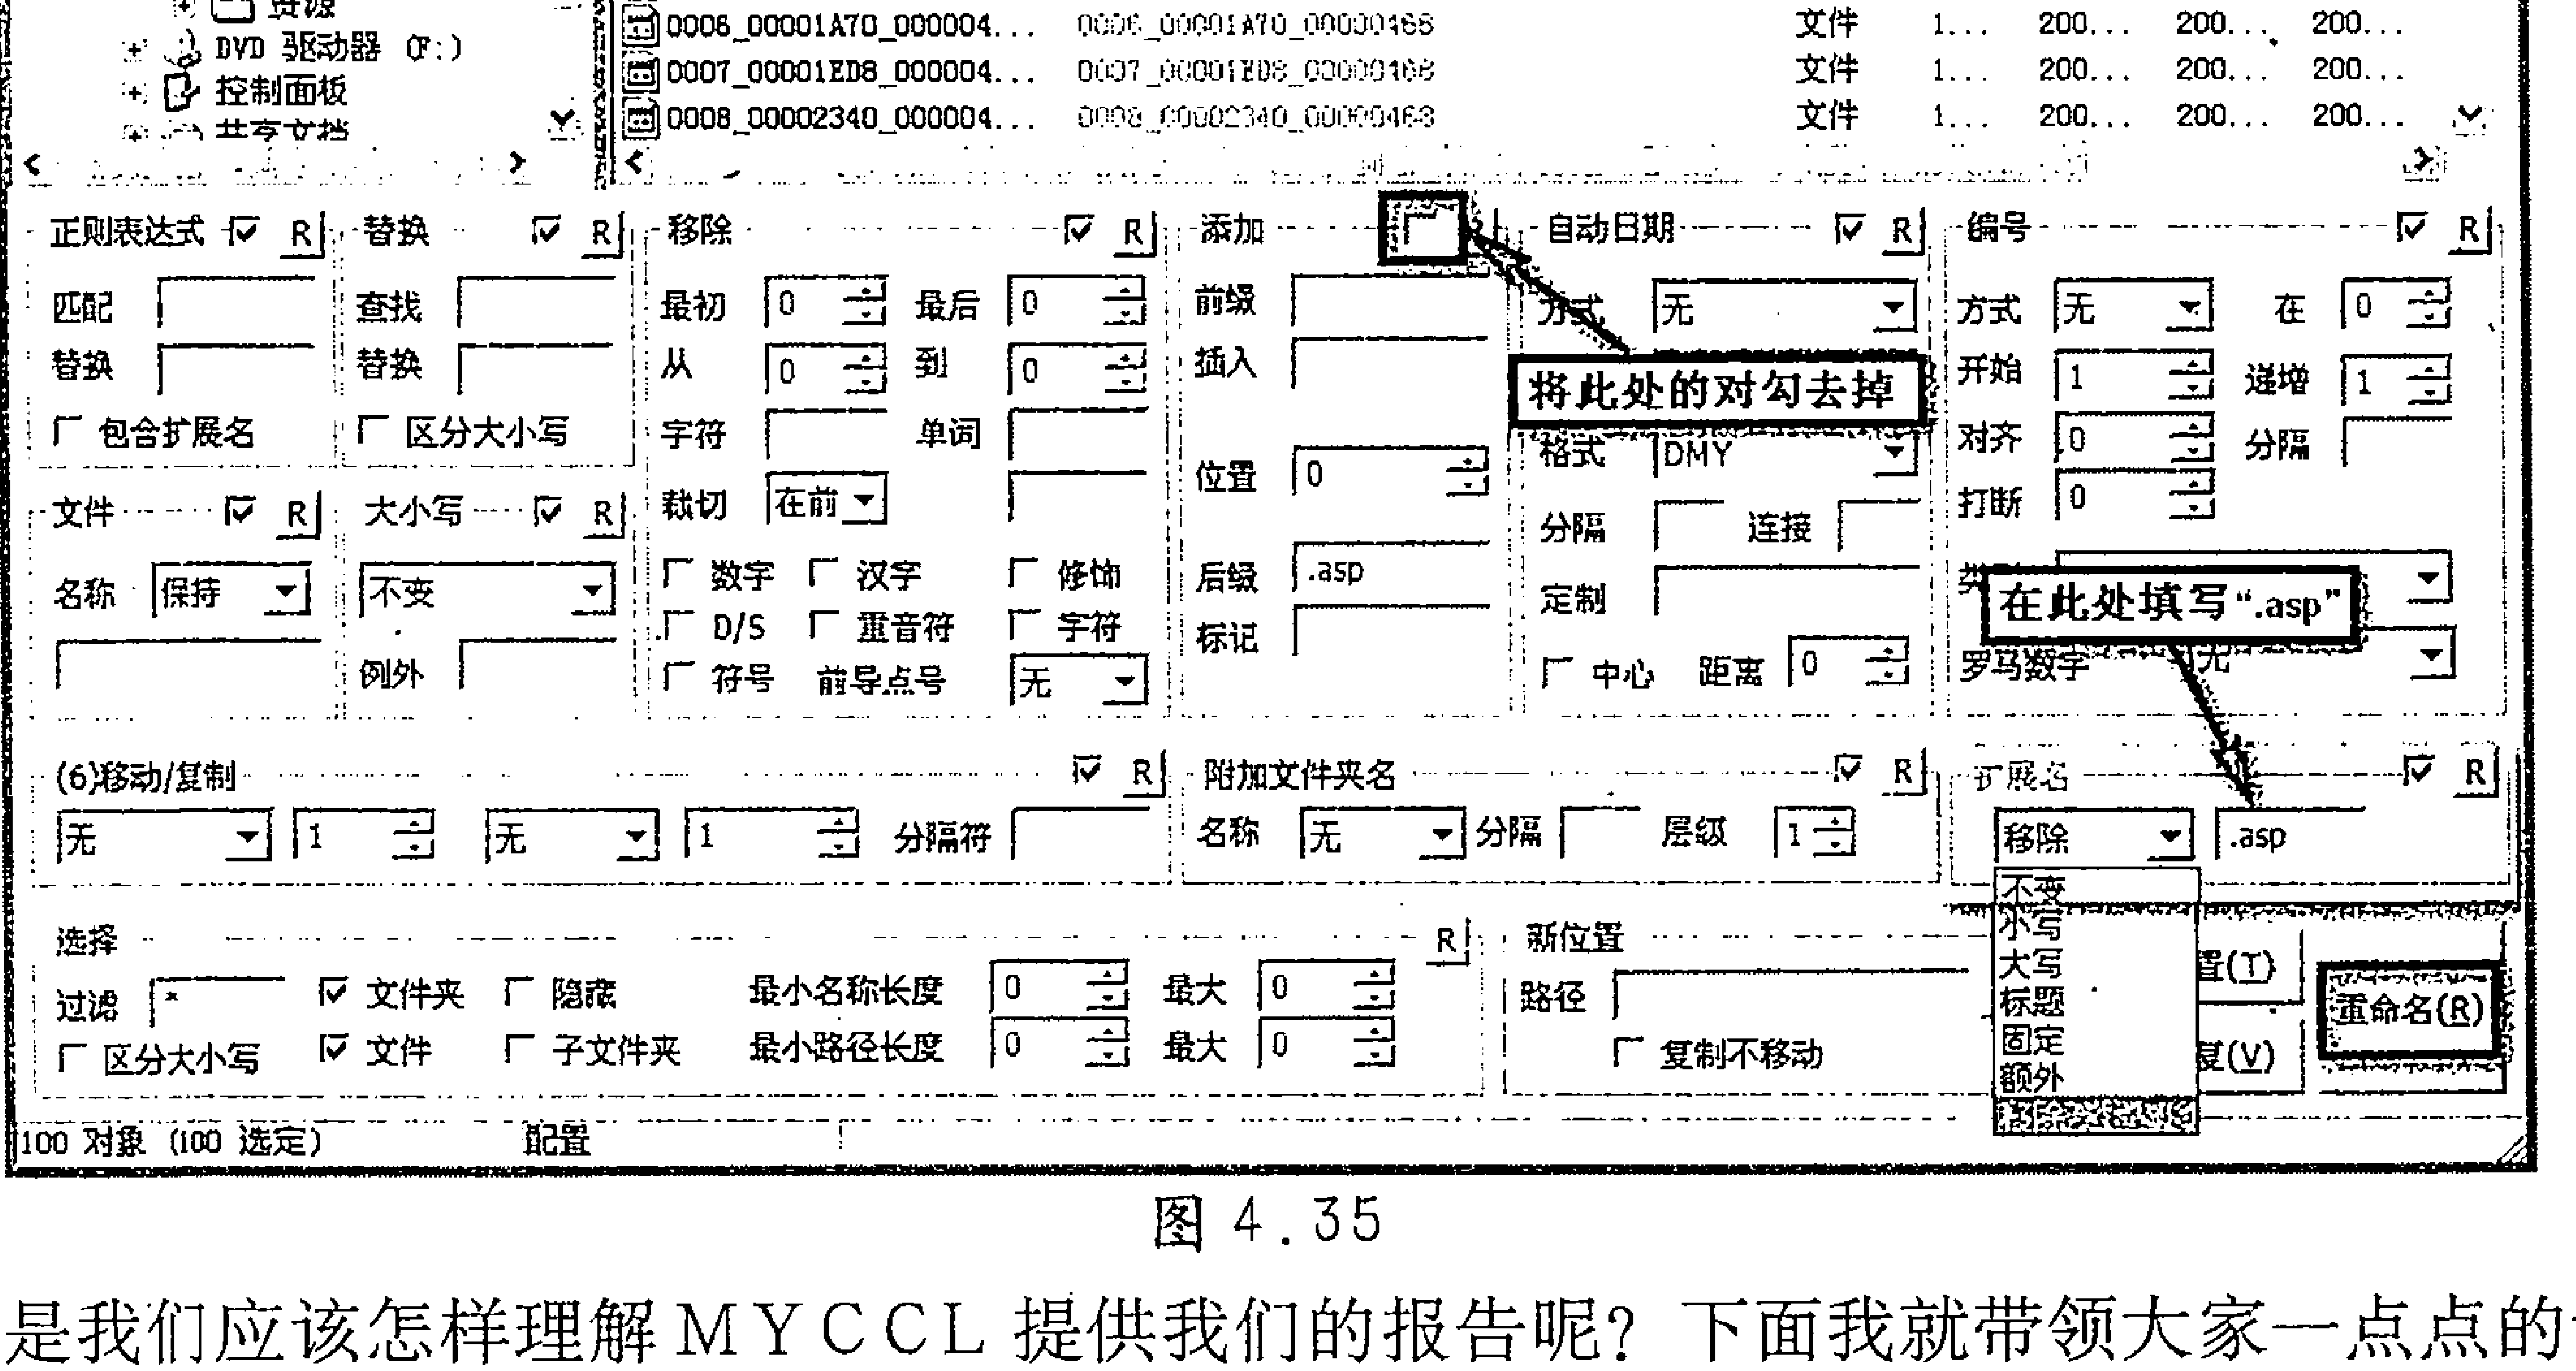 资源
DVD 驱动器 (F:)
控制面板
共享文档
0006_00001A70_000004... 0006_00001A70_00000468 文件 1... 200... 200... 200...
0007_00001ED8_000004... 0007_00001ED8_00000468 文件 1... 200... 200... 200...
0008_00002340_000004... 0008_00002340_00000468 文件 1... 200... 200... 200...
正则表达式 R 替换 R 移除 R 添加 自动日期 R 编号 R
匹配 查找 最初 0 最后 0 前缀 方式 无 方式 无 在 0
替换 替换 从 0 到 0 插入 将此处的对勾去掉 开始 1 递增 1
包含扩展名 区分大小写 字符 单词 位置 0 格式 DMY 对齐 0 分隔
文件 R 大小写 R 裁切 在前 分隔 连接 打断 0
名称 保持 不变 数字 汉字 修饰 后缀 .asp 定制 在此处填写“.asp”
D/S 重音符 字符 标记
例外 符号 前导点号 无 中心 距离 0 罗马数字 无
(6)移动/复制 R 附加文件夹名 R 扩展名 R
无 1 无 1 分隔符 名称 无 分隔 层级 1 移除 .asp
不变
小写
大写
标题
固定
额外
选择 R 新位置
过滤 * 文件夹 隐藏 最小名称长度 0 最大 0 路径 置(T) 重命名(R)
区分大小写 文件 子文件夹 最小路径长度 0 最大 0 复制不移动 复(V)
100 对象 (100 选定) 配置
图 4.35
是我们应该怎样理解MYCCL提供我们的报告呢？下面我就带领大家一点点的